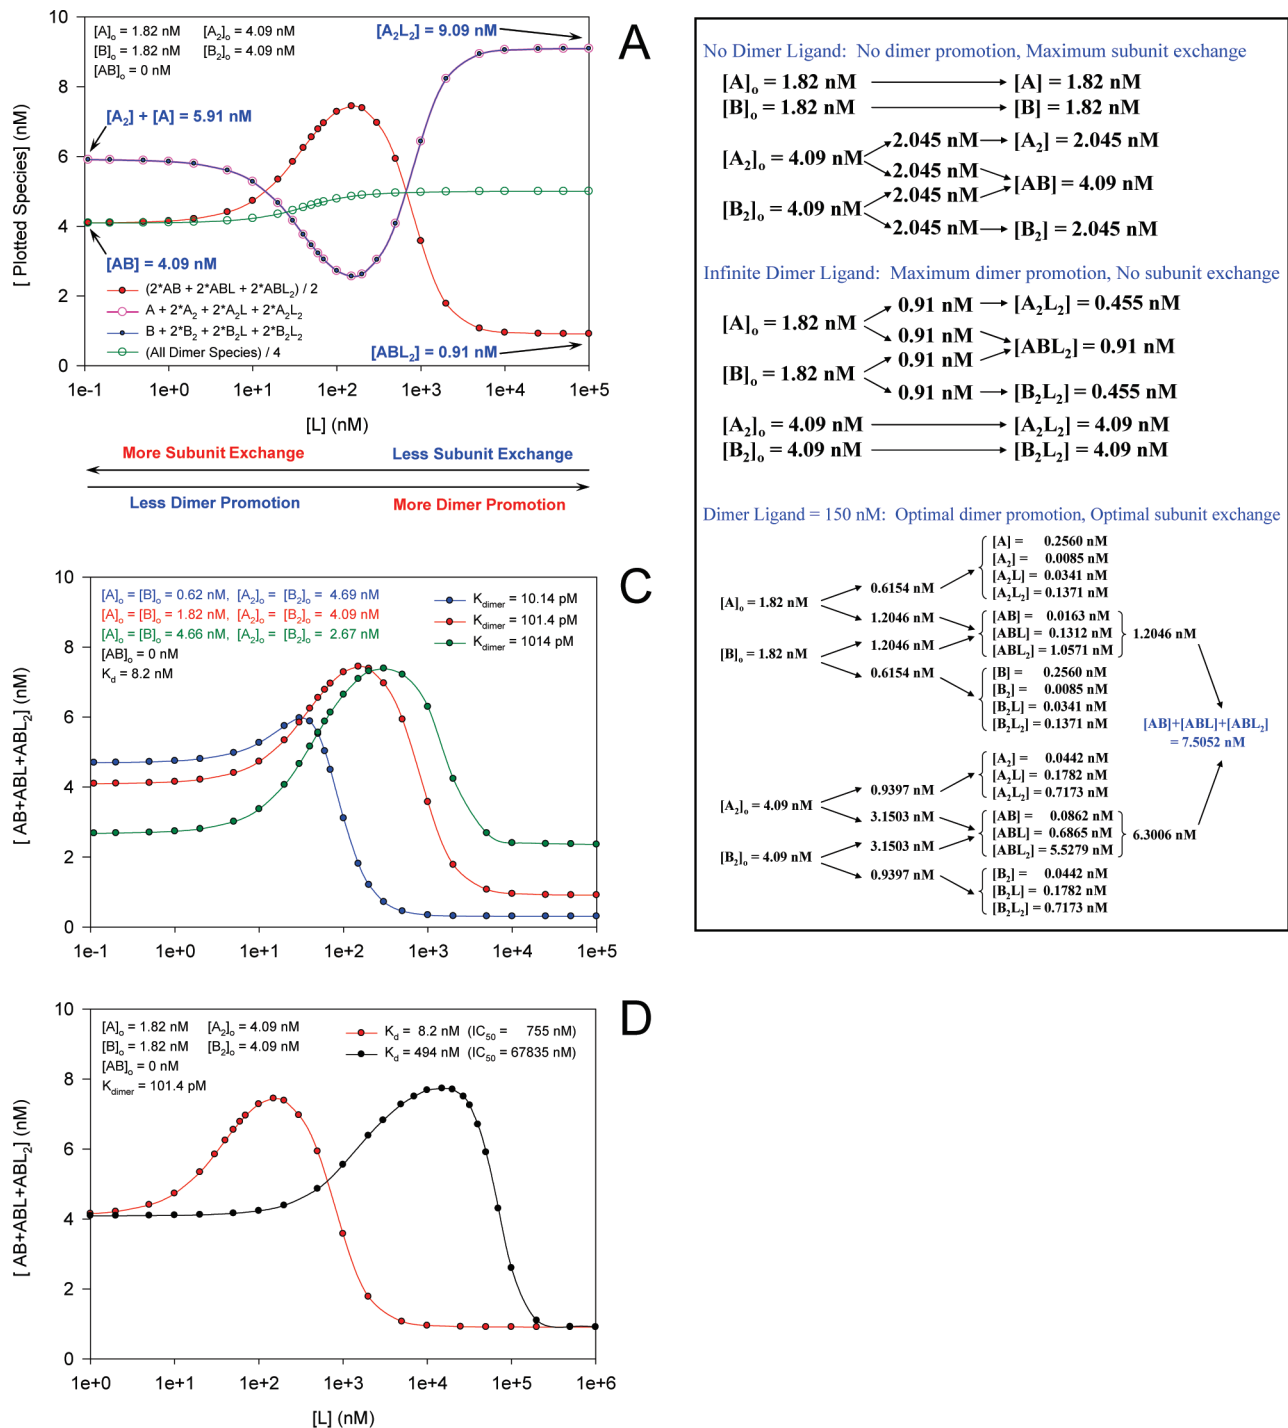 A
[A]o = 1.82 nM [A2]o = 4.09 nM
[B]o = 1.82 nM [B2]o = 4.09 nM
[AB]o = 0 nM
[A2L2] = 9.09 nM
[A2] + [A] = 5.91 nM
[AB] = 4.09 nM
[ABL2] = 0.91 nM
(2*AB + 2*ABL + 2*ABL2) / 2
A + 2*A2 + 2*A2L + 2*A2L2
B + 2*B2 + 2*B2L + 2*B2L2
(All Dimer Species) / 4
[ Plotted Species] (nM)
10
8
6
4
2
0
1e-1 1e+0 1e+1 1e+2 1e+3 1e+4 1e+5
[L] (nM)
More Subunit Exchange Less Subunit Exchange
Less Dimer Promotion More Dimer Promotion
No Dimer Ligand: No dimer promotion, Maximum subunit exchange
[A]o = 1.82 nM [A] = 1.82 nM
[B]o = 1.82 nM [B] = 1.82 nM
2.045 nM [A2] = 2.045 nM
[A2]o = 4.09 nM
2.045 nM
[AB] = 4.09 nM
2.045 nM
[B2]o = 4.09 nM
2.045 nM [B2] = 2.045 nM
Infinite Dimer Ligand: Maximum dimer promotion, No subunit exchange
0.91 nM [A2L2] = 0.455 nM
[A]o = 1.82 nM
0.91 nM
[ABL2] = 0.91 nM
0.91 nM
[B]o = 1.82 nM
0.91 nM [B2L2] = 0.455 nM
[A2]o = 4.09 nM [A2L2] = 4.09 nM
[B2]o = 4.09 nM [B2L2] = 4.09 nM
Dimer Ligand = 150 nM: Optimal dimer promotion, Optimal subunit exchange
[A] = 0.2560 nM
[A2] = 0.0085 nM
[A2L] = 0.0341 nM
[A2L2] = 0.1371 nM
0.6154 nM
[A]o = 1.82 nM
1.2046 nM
[AB] = 0.0163 nM
[ABL] = 0.1312 nM
[ABL2] = 1.0571 nM
1.2046 nM
1.2046 nM
[B]o = 1.82 nM
0.6154 nM
[B] = 0.2560 nM
[B2] = 0.0085 nM
[B2L] = 0.0341 nM
[B2L2] = 0.1371 nM
[AB]+[ABL]+[ABL2]
= 7.5052 nM
[A2] = 0.0442 nM
[A2L] = 0.1782 nM
[A2L2] = 0.7173 nM
0.9397 nM
[A2]o = 4.09 nM
3.1503 nM
[AB] = 0.0862 nM
[ABL] = 0.6865 nM
[ABL2] = 5.5279 nM
6.3006 nM
3.1503 nM
[B2]o = 4.09 nM
0.9397 nM
[B2] = 0.0442 nM
[B2L] = 0.1782 nM
[B2L2] = 0.7173 nM
C
[A]o = [B]o = 0.62 nM, [A2]o = [B2]o = 4.69 nM
[A]o = [B]o = 1.82 nM, [A2]o = [B2]o = 4.09 nM
[A]o = [B]o = 4.66 nM, [A2]o = [B2]o = 2.67 nM
[AB]o = 0nM
Kd = 8.2 nM
Kdimer = 10.14 pM
Kdimer = 101.4 pM
Kdimer = 1014 pM
[ AB+ABL+ABL2] (nM)
10
8
6
4
2
0
1e-1 1e+0 1e+1 1e+2 1e+3 1e+4 1e+5
D
[A]o = 1.82 nM [A2]o = 4.09 nM
[B]o = 1.82 nM [B2]o = 4.09 nM
[AB]o = 0 nM
Kdimer = 101.4 pM
Kd = 8.2 nM (IC50 = 755 nM)
Kd = 494 nM (IC50 = 67835 nM)
[ AB+ABL+ABL2] (nM)
10
8
6
4
2
0
1e+0 1e+1 1e+2 1e+3 1e+4 1e+5 1e+6
[L] (nM)